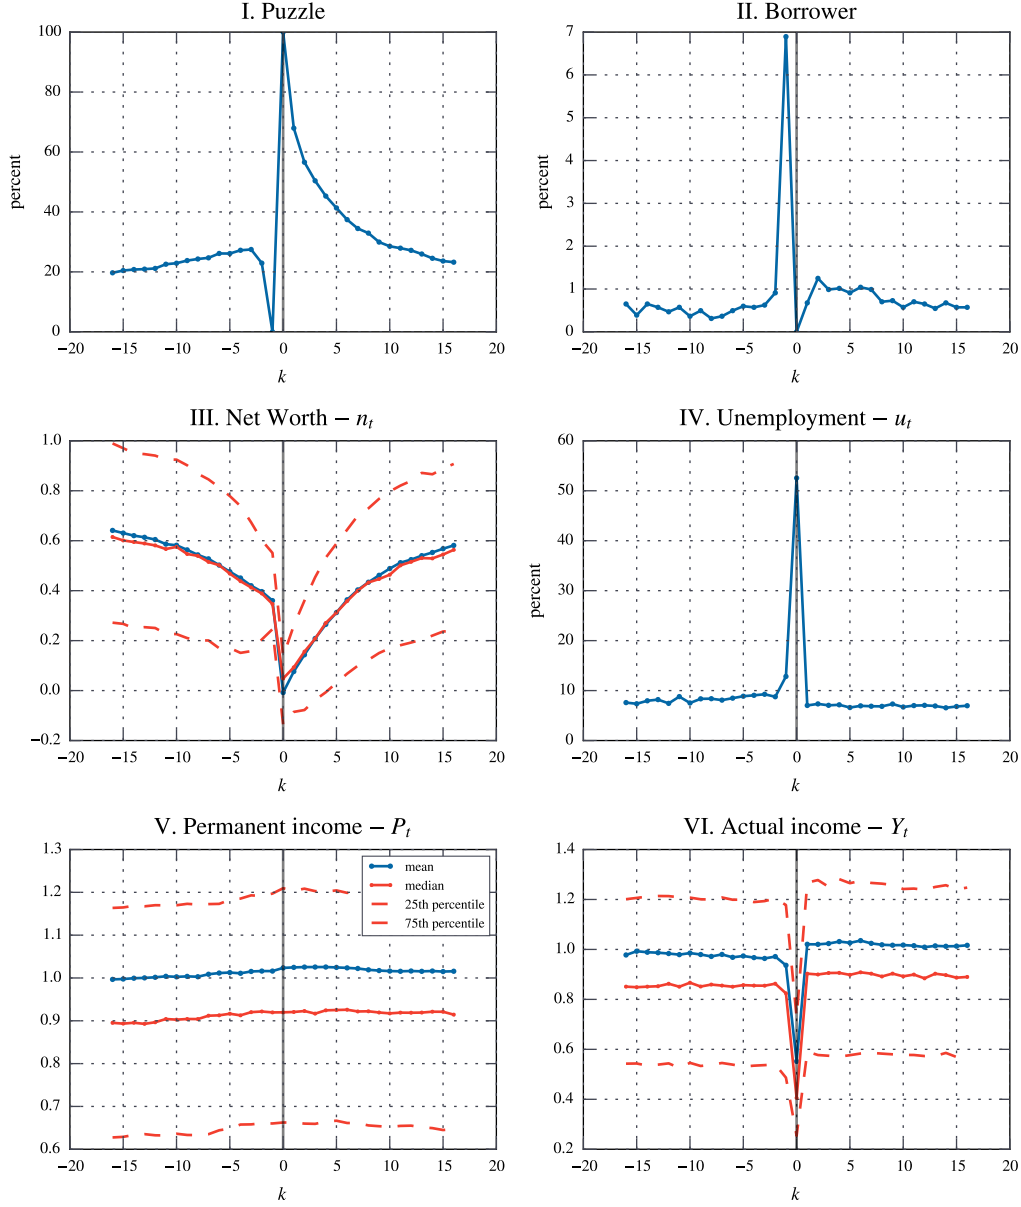 I. Puzzle
100
80
60
40
20
0
percent
−20 −15 −10 −5 0 5 10 15 20
k
II. Borrower
7
6
5
4
3
2
1
0
percent
−20 −15 −10 −5 0 5 10 15 20
k
III. Net Worth − nₜ
1.0
0.8
0.6
0.4
0.2
0.0
−0.2
−20 −15 −10 −5 0 5 10 15 20
k
IV. Unemployment − uₜ
60
50
40
30
20
10
0
percent
−20 −15 −10 −5 0 5 10 15 20
k
V. Permanent income − Pₜ
1.3
1.2
1.1
1.0
0.9
0.8
0.7
0.6
mean
median
25th percentile
75th percentile
−20 −15 −10 −5 0 5 10 15 20
k
VI. Actual income − Yₜ
1.4
1.2
1.0
0.8
0.6
0.4
0.2
−20 −15 −10 −5 0 5 10 15 20
k